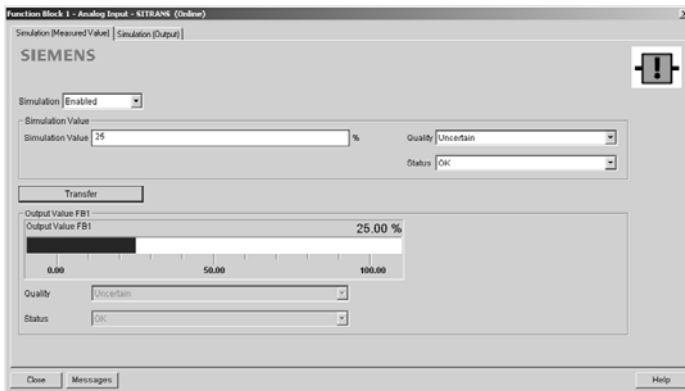 Function Block 1 - Analog Input - SITRANS (Online)
Simulation (Measured Value) Simulation (Output)
SIEMENS
Simulation Enabled
Simulation Value
Simulation Value 25 % Quality Uncertain
Status OK
Transfer
Output Value FB1
Output Value FB1 25.00 %
0.00 50.00 100.00
Quality Uncertain
Status OK
Close Messages Help